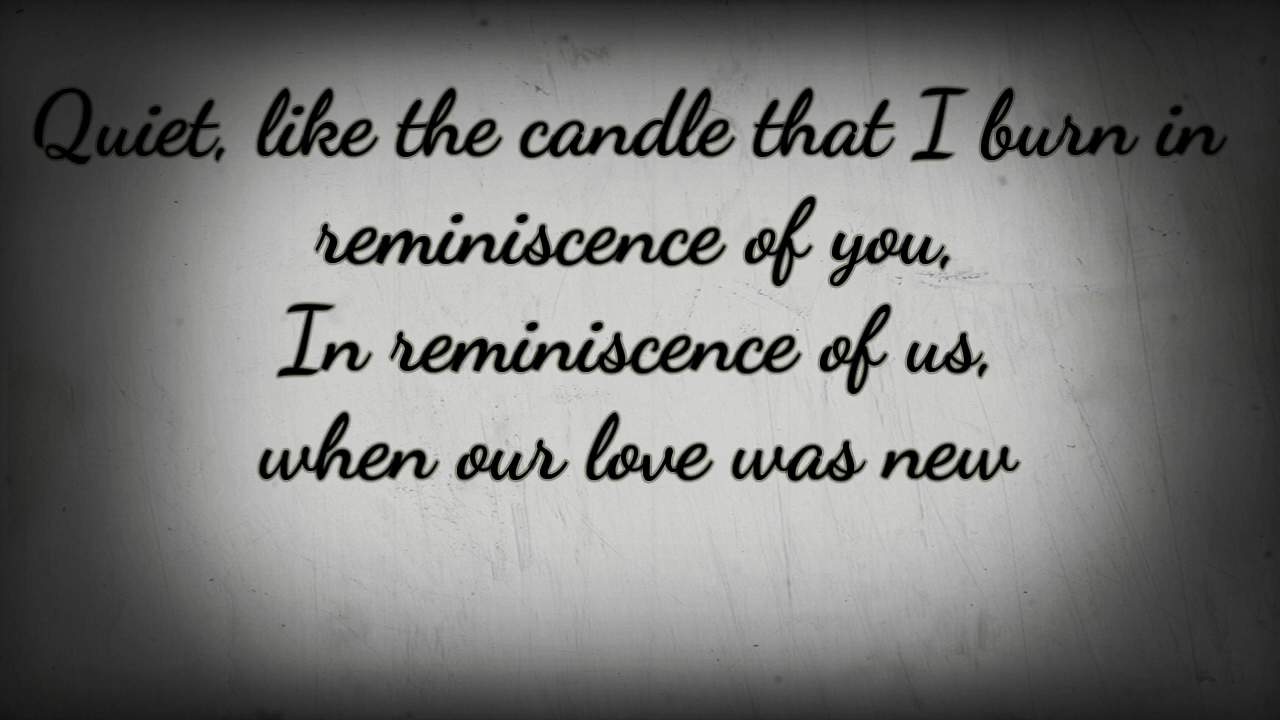 Quiet, like the candle that I burn in
reminiscence of you,
In reminiscence of us,
when our love was new